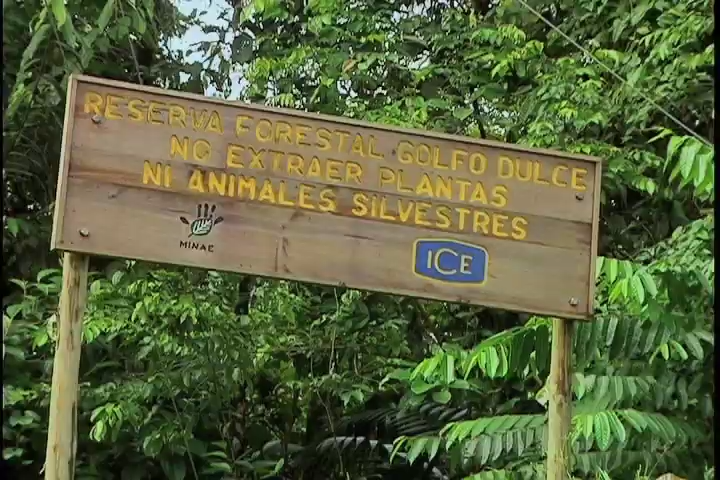 RESERVA FORESTAL GOLFO DULCE
NO EXTRAER PLANTAS
NI ANIMALES SILVESTRES
MINAE
ICE